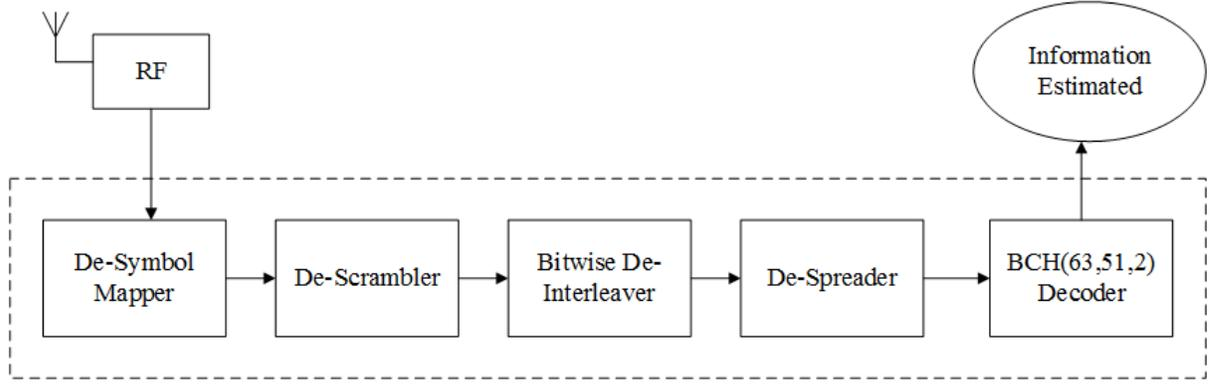 RF
Information
Estimated
De-Symbol
Mapper
De-Scrambler
Bitwise De-
Interleaver
De-Spreader
BCH(63,51,2)
Decoder